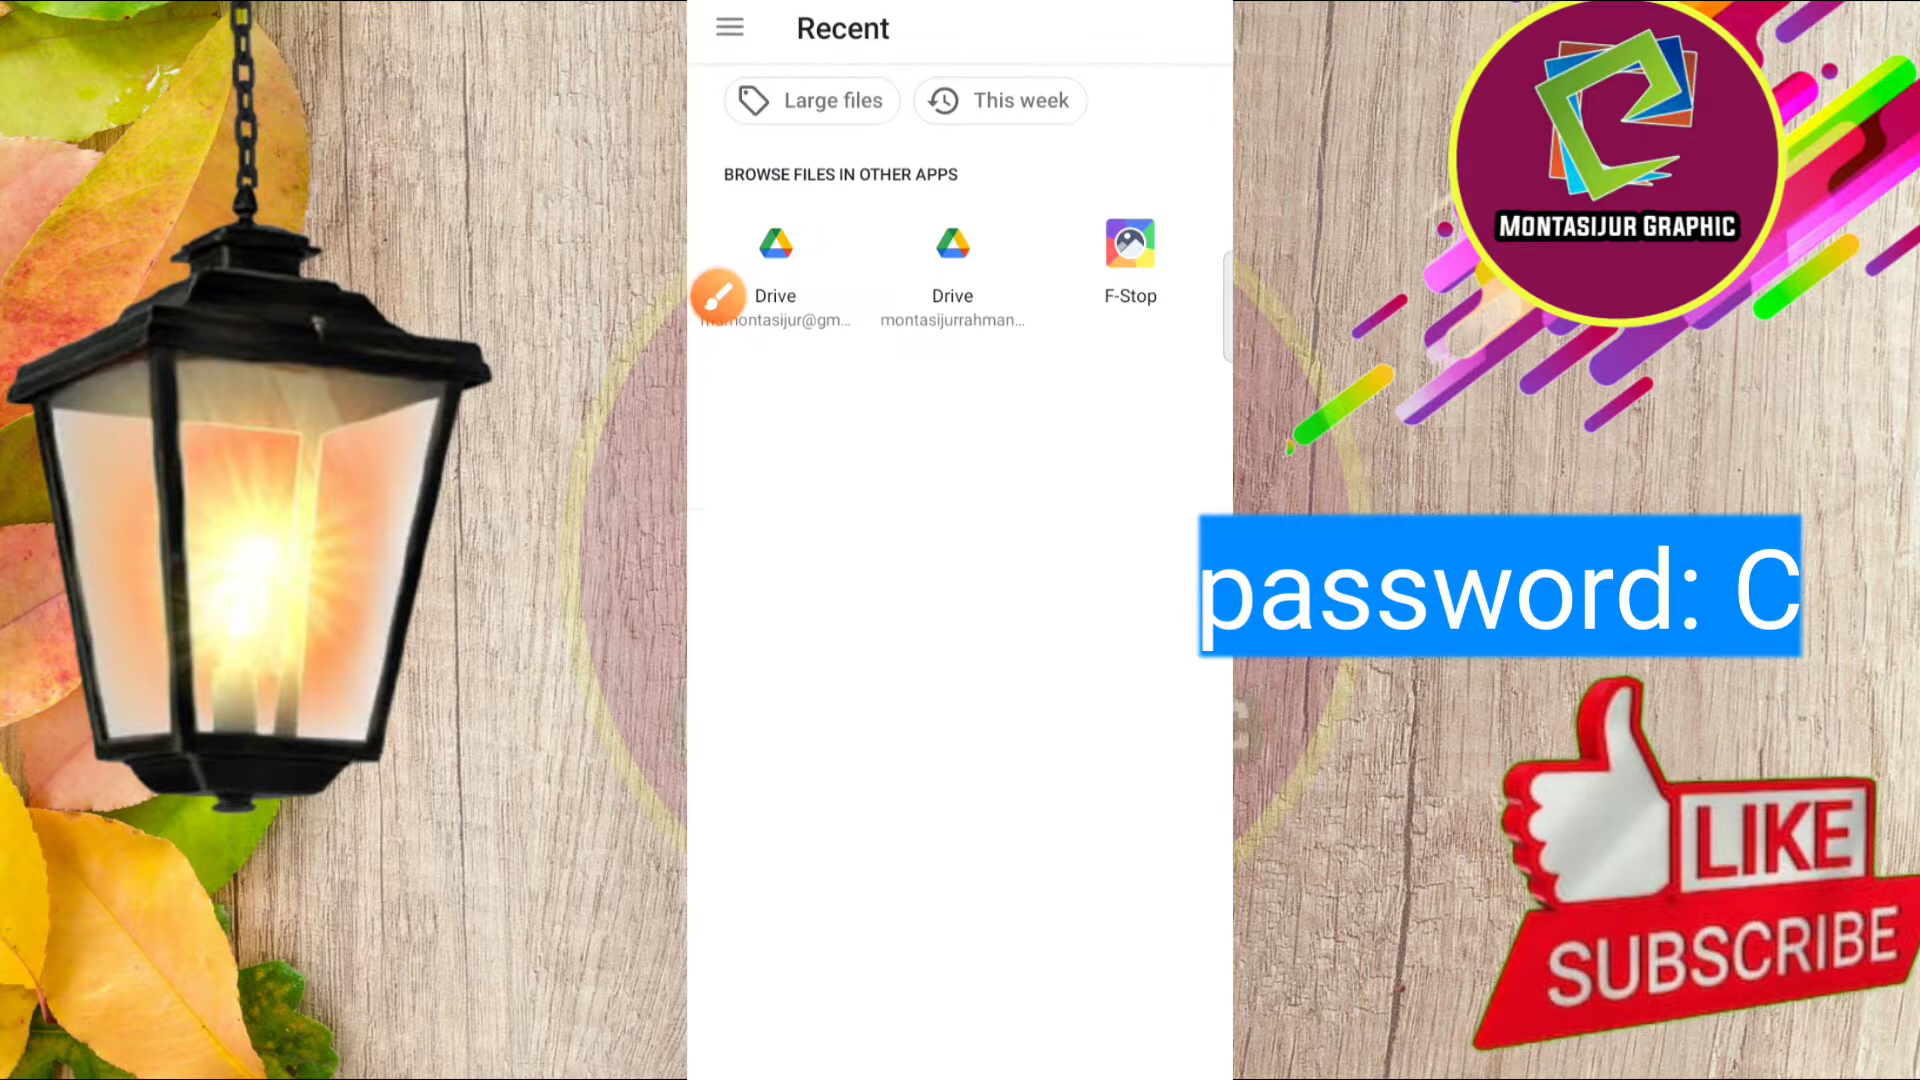 Recent
Large files
This week
BROWSE FILES IN OTHER APPS
Drive
Drive
F-Stop
montasijur@gm...
montasijurrahman...
MONTASIJUR GRAPHIC
password: C
LIKE
SUBSCRIBE